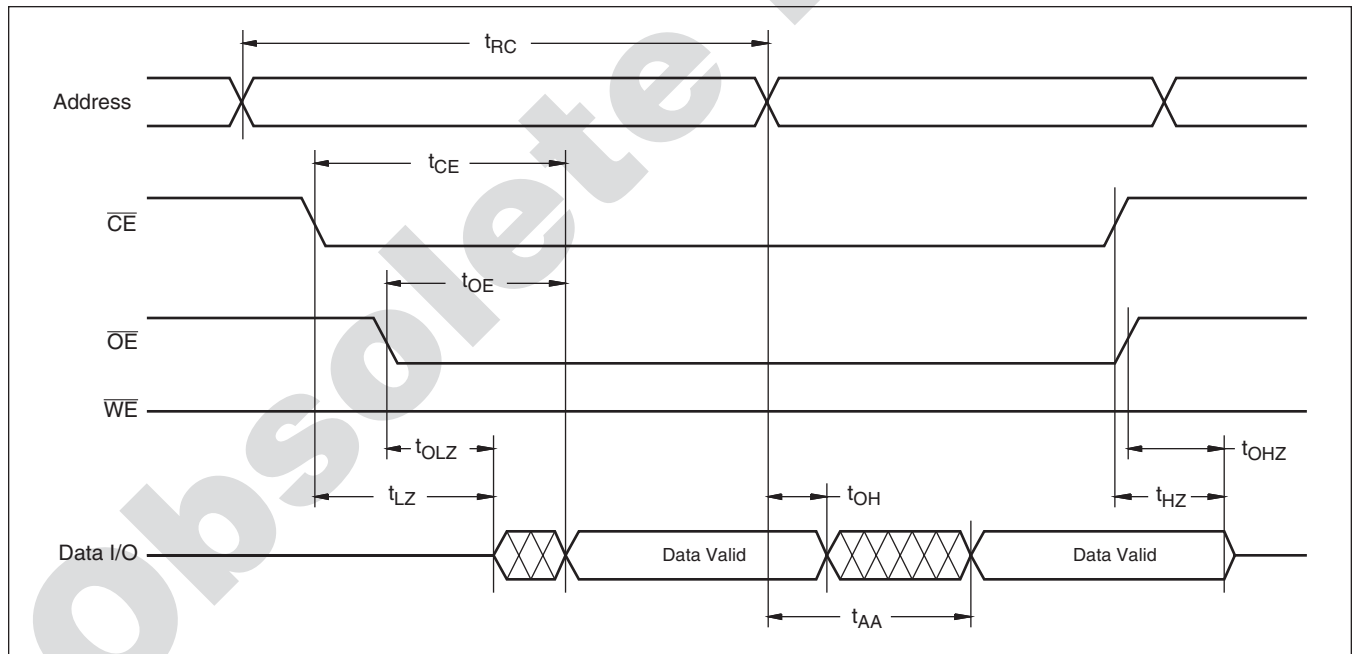 tRC
Address
tCE
CE
tOE
OE
WE
tOLZ
tOHZ
tLZ
tOH
tHZ
Data I/O
Data Valid
Data Valid
tAA
Obsolete